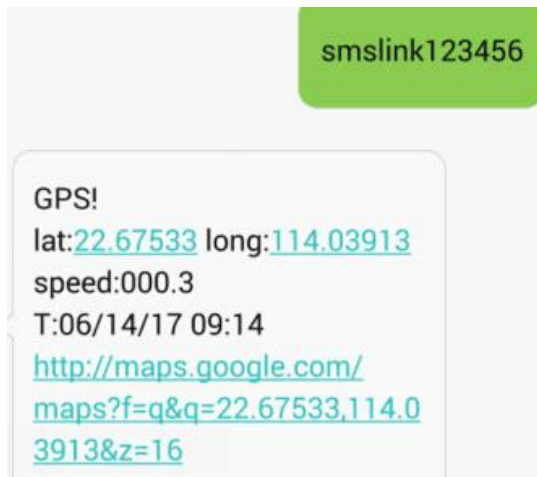 smslink123456
GPS!
lat:22.67533 long:114.03913
speed:000.3
T:06/14/17 09:14
http://maps.google.com/
maps?f=q&q=22.67533,114.0
3913&z=16